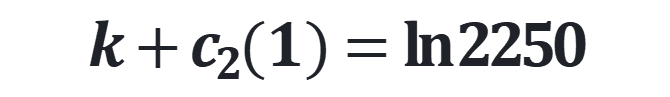 k + c₂(1) = ln2250